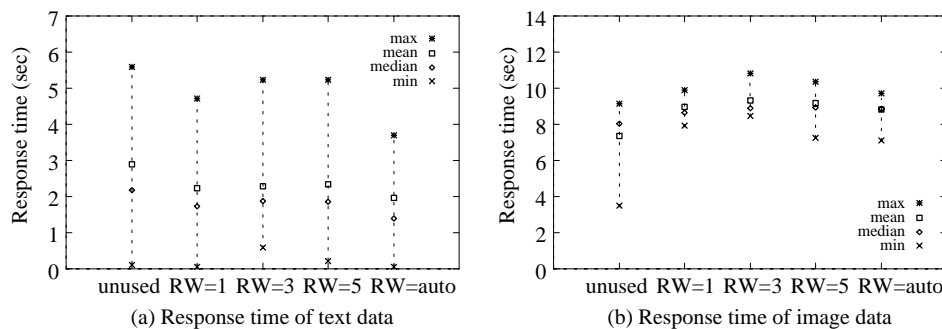 7
6
5
4
3
2
1
0
Response time (sec)
max
mean
median
min
unused RW=1 RW=3 RW=5 RW=auto
(a) Response time of text data
14
12
10
8
6
4
2
0
Response time (sec)
max
mean
median
min
unused RW=1 RW=3 RW=5 RW=auto
(b) Response time of image data